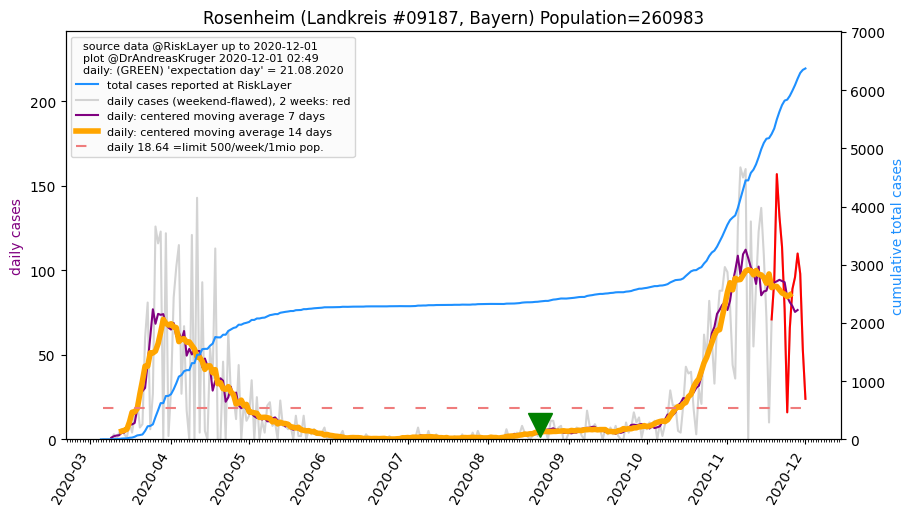 Rosenheim (Landkreis #09187, Bayern) Population=260983
source data @RiskLayer up to 2020-12-01
plot @DrAndreasKruger 2020-12-01 02:49
daily: (GREEN) 'expectation day' = 21.08.2020
total cases reported at RiskLayer
daily cases (weekend-flawed), 2 weeks: red
daily: centered moving average 7 days
daily: centered moving average 14 days
daily 18.64 =limit 500/week/1mio pop.
daily cases
200
150
100
50
0
cumulative total cases
7000
6000
5000
4000
3000
2000
1000
0
2020-03
2020-04
2020-05
2020-06
2020-07
2020-08
2020-09
2020-10
2020-11
2020-12